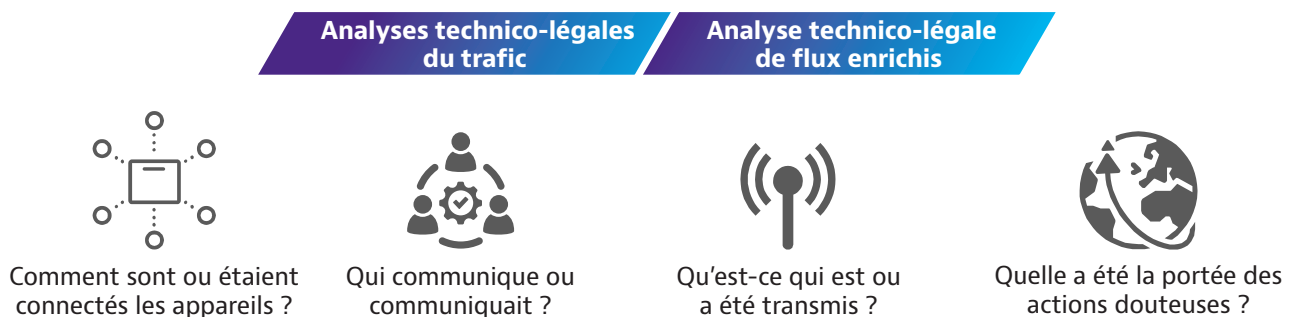 Analyses technico-légales
du trafic
Analyse technico-légale
de flux enrichis
Comment sont ou étaient
connectés les appareils ?
Qui communique ou
communiquait ?
Qu'est-ce qui est ou
a été transmis ?
Quelle a été la portée des
actions douteuses ?